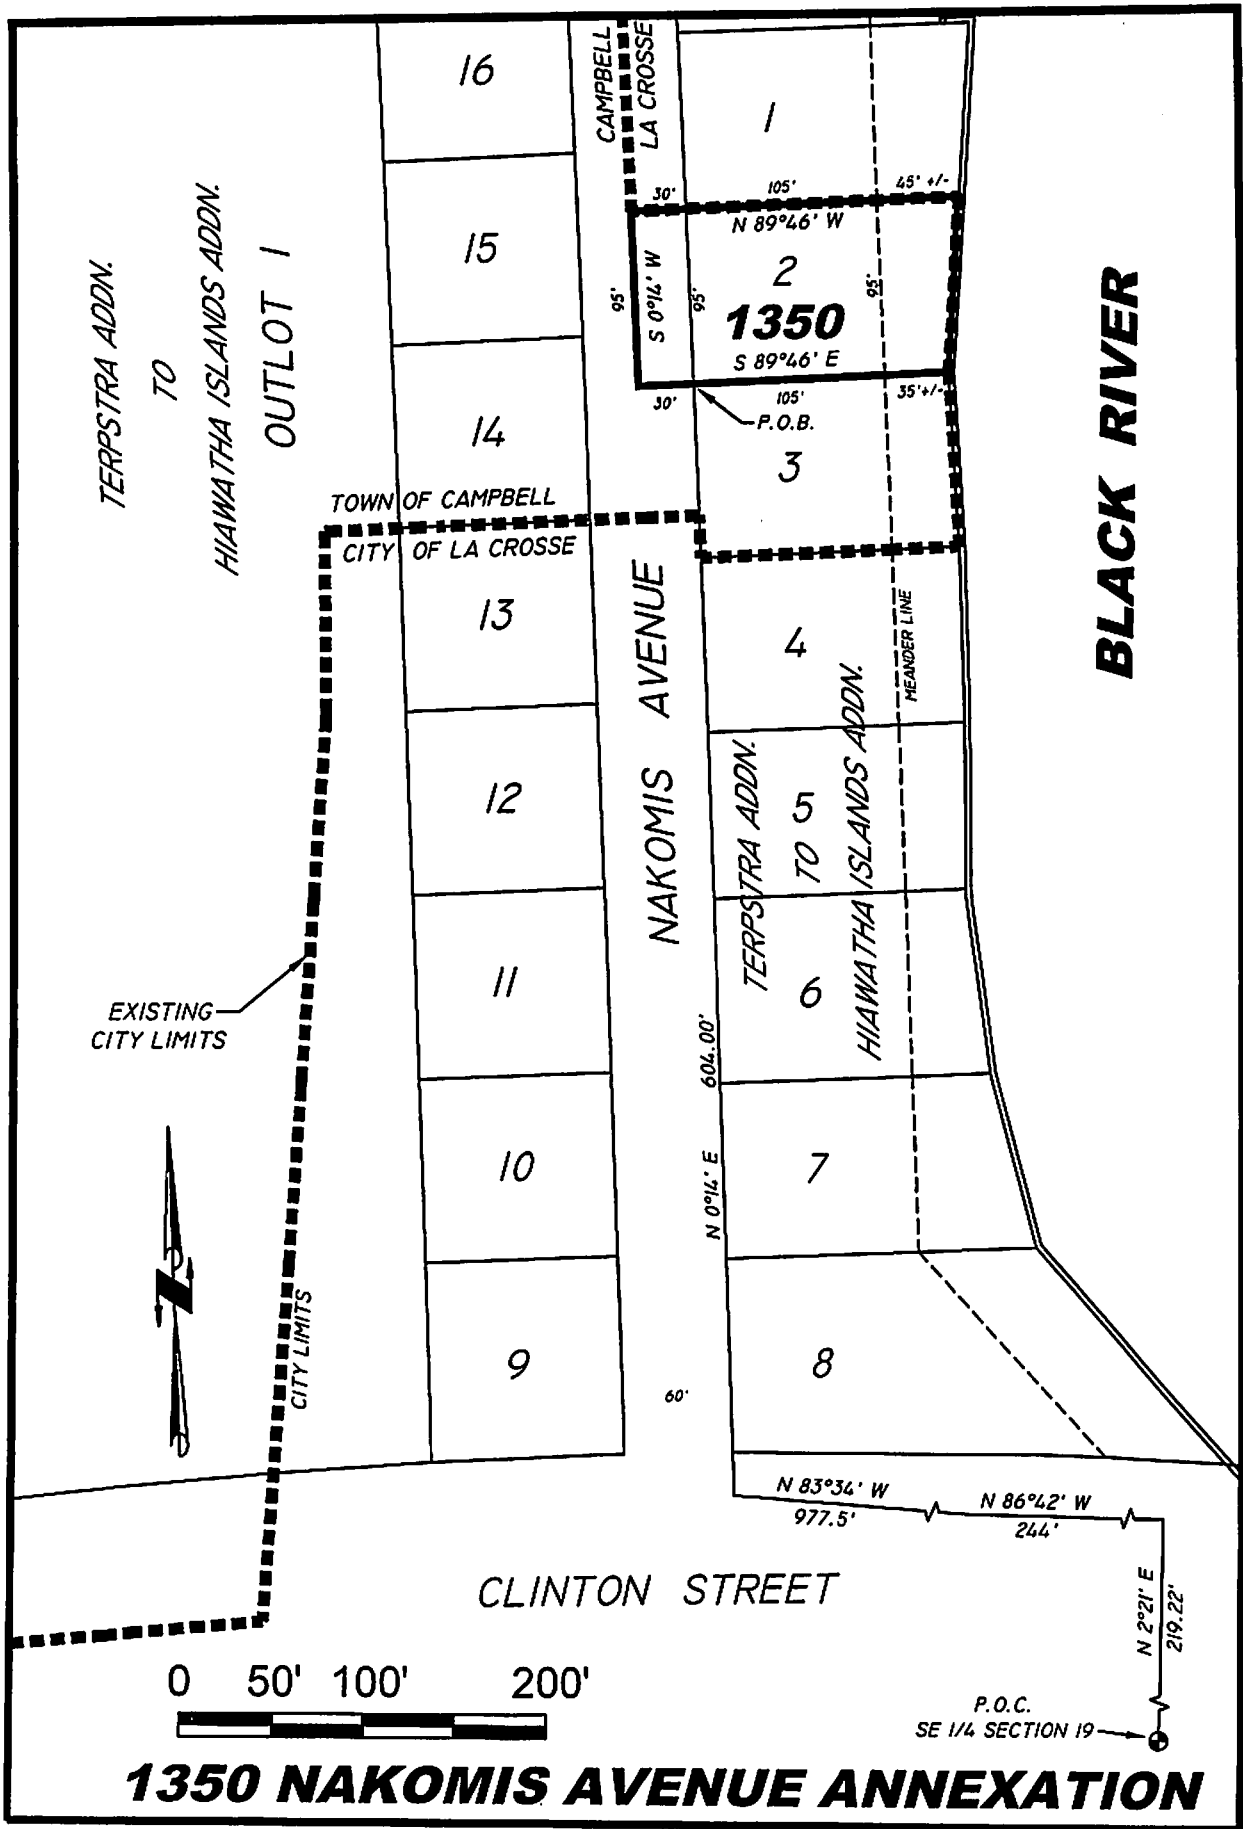 16
CAMPBELL
LA CROSSE
1
30'
105'
45' +/-
N 89°46' W
TERPSTRA ADDN.
TO
HIAWATHA ISLANDS ADDN.
OUTLOT 1
15
95'
S 0°14' W
95'
2
95'
1350
S 89°46' E
30'
105'
35'+/-
P.O.B.
BLACK RIVER
14
3
TOWN OF CAMPBELL
CITY OF LA CROSSE
13
NAKOMIS AVENUE
4
MEANDER LINE
12
TERPSTRA ADDN.
5
TO
HIAWATHA ISLANDS ADDN.
11
6
EXISTING
CITY LIMITS
604.00'
N 0°14' E
10
7
CITY LIMITS
9
60'
8
N 83°34' W
977.5'
N 86°42' W
244'
CLINTON STREET
N 2°21' E
219.22'
0 50' 100' 200'
P.O.C.
SE 1/4 SECTION 19
1350 NAKOMIS AVENUE ANNEXATION